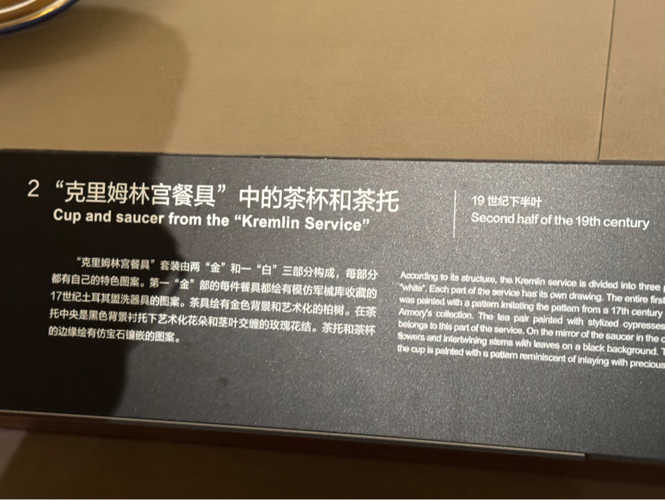 2 “克里姆林宫餐具”中的茶杯和茶托
Cup and saucer from the “Kremlin Service”
19 世纪下半叶
Second half of the 19th century
“克里姆林宫餐具”套装由两“金”和一“白”三部分构成，每部分
都有自己的特色图案。第一“金”部的每件餐具都绘有模仿军械库收藏的
17世纪土耳其盥洗器具的图案。茶具绘有金色背景和艺术化的柏树。在茶
托中央是黑色背景衬托下艺术化花朵和茎叶交缠的玫瑰花结。茶托和茶杯
的边缘绘有仿宝石镶嵌的图案。
According to its structure, the Kremlin service is divided into three
“white”. Each part of the service has its own drawing. The entire
was painted with a pattern imitating the pattern from a 17th century
Armory's collection. The tea pair painted with stylized
belongs to this part of the service. On the mirror of the saucer in the
flowers and intertwining stems with leaves on a black background.
the cup is painted with a pattern reminiscent of inlaying with precious